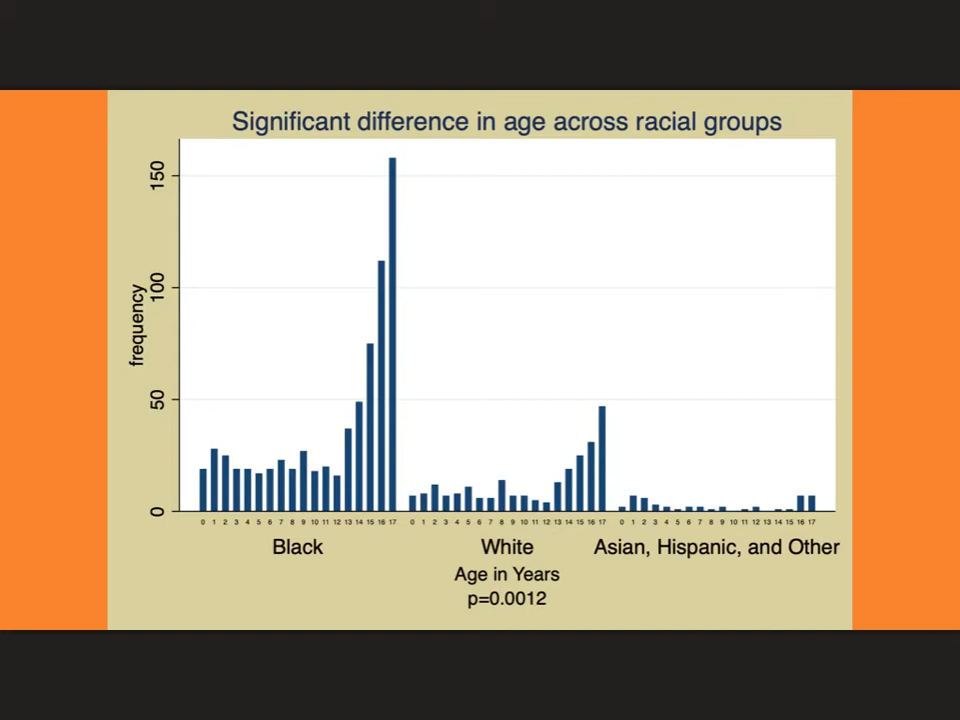 Significant difference in age across racial groups
frequency
150
100
50
0
0 1 2 3 4 5 6 7 8 9 10 11 12 13 14 15 16 17 0 1 2 3 4 5 6 7 8 9 10 11 12 13 14 15 16 17 0 1 2 3 4 5 6 7 8 9 10 11 12 13 14 15 16 17
Black White Asian, Hispanic, and Other
Age in Years
p=0.0012